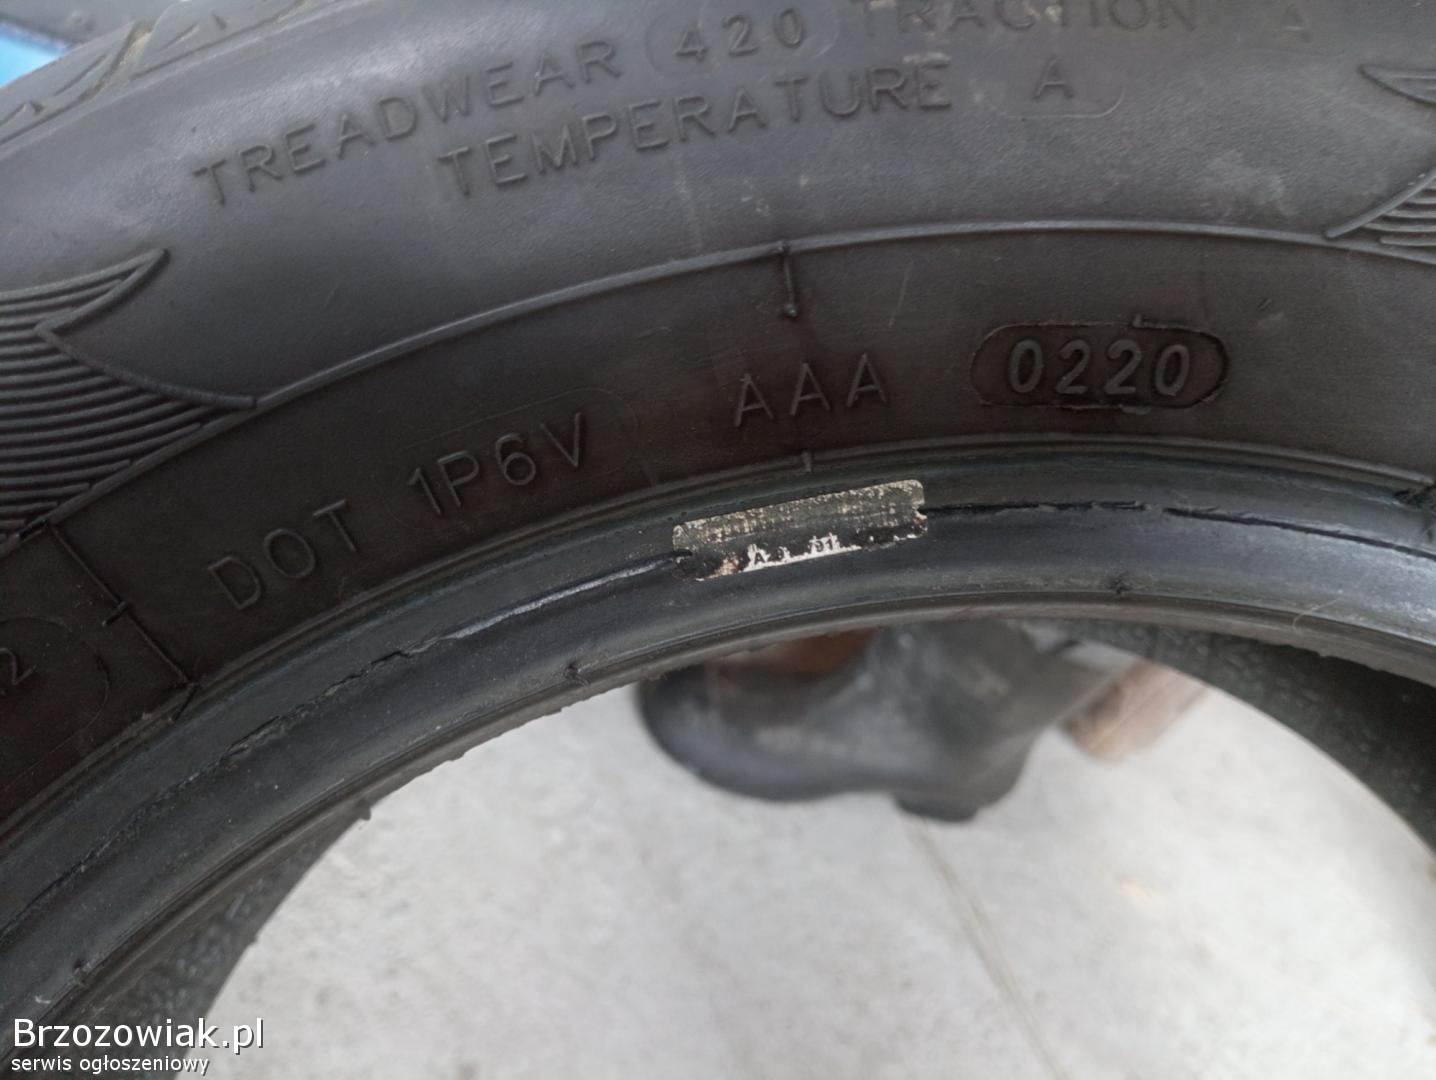 TREADWEAR 420 TRACTION A
TEMPERATURE A
DOT 1P6V AAA 0220
Brzozowiak.pl
serwis ogłoszeniowy